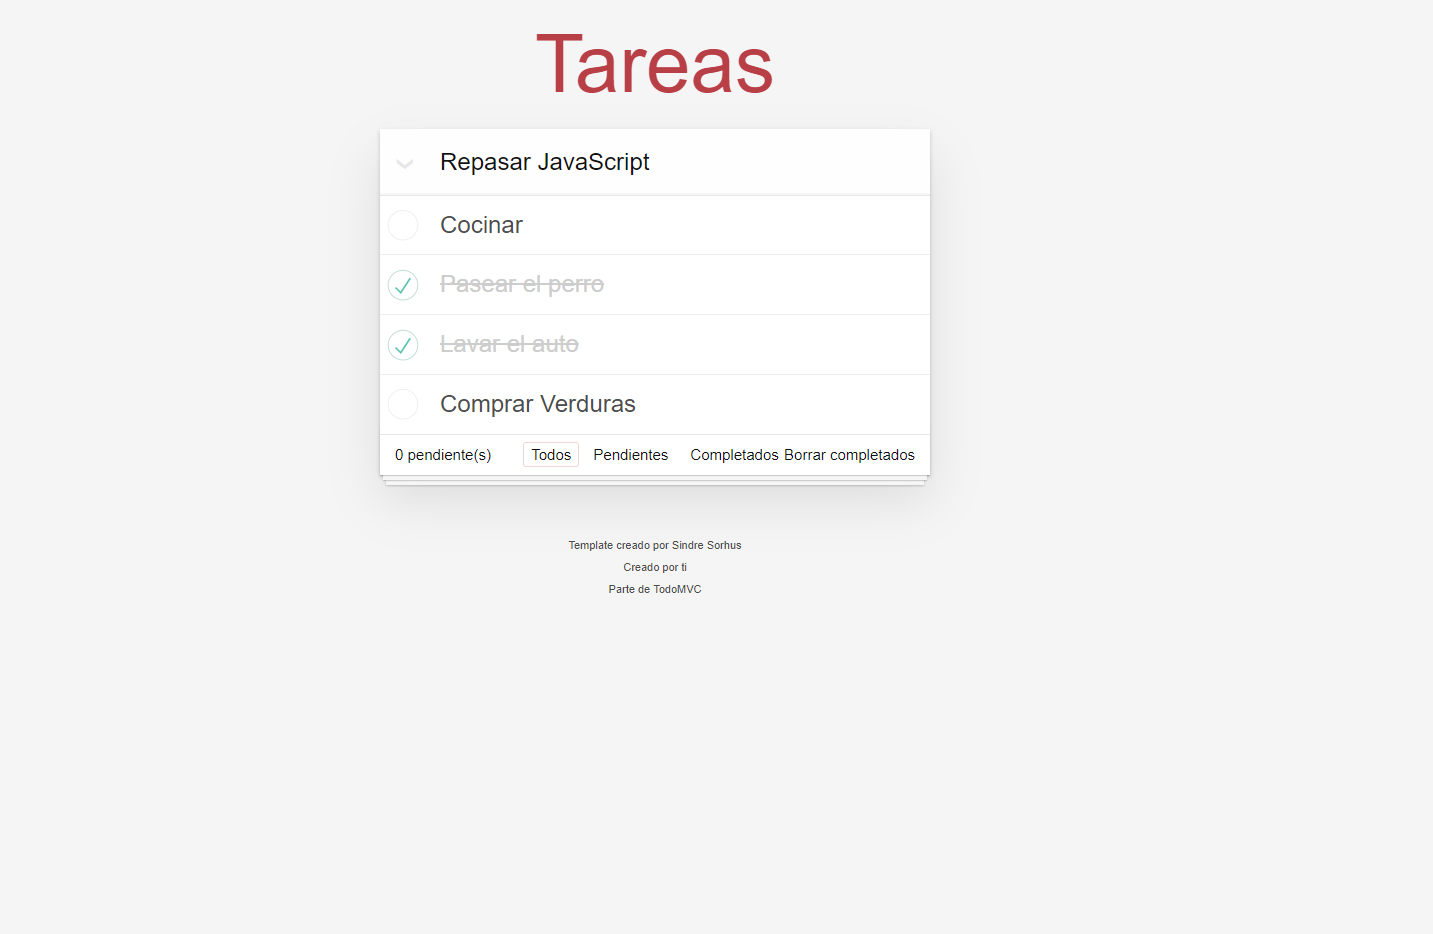 Tareas
Repasar JavaScript
Cocinar
Pasear el perro
Lavar el auto
Comprar Verduras
0 pendiente(s) Todos Pendientes Completados Borrar completados
Template creado por Sindre Sorhus
Creado por ti
Parte de TodoMVC